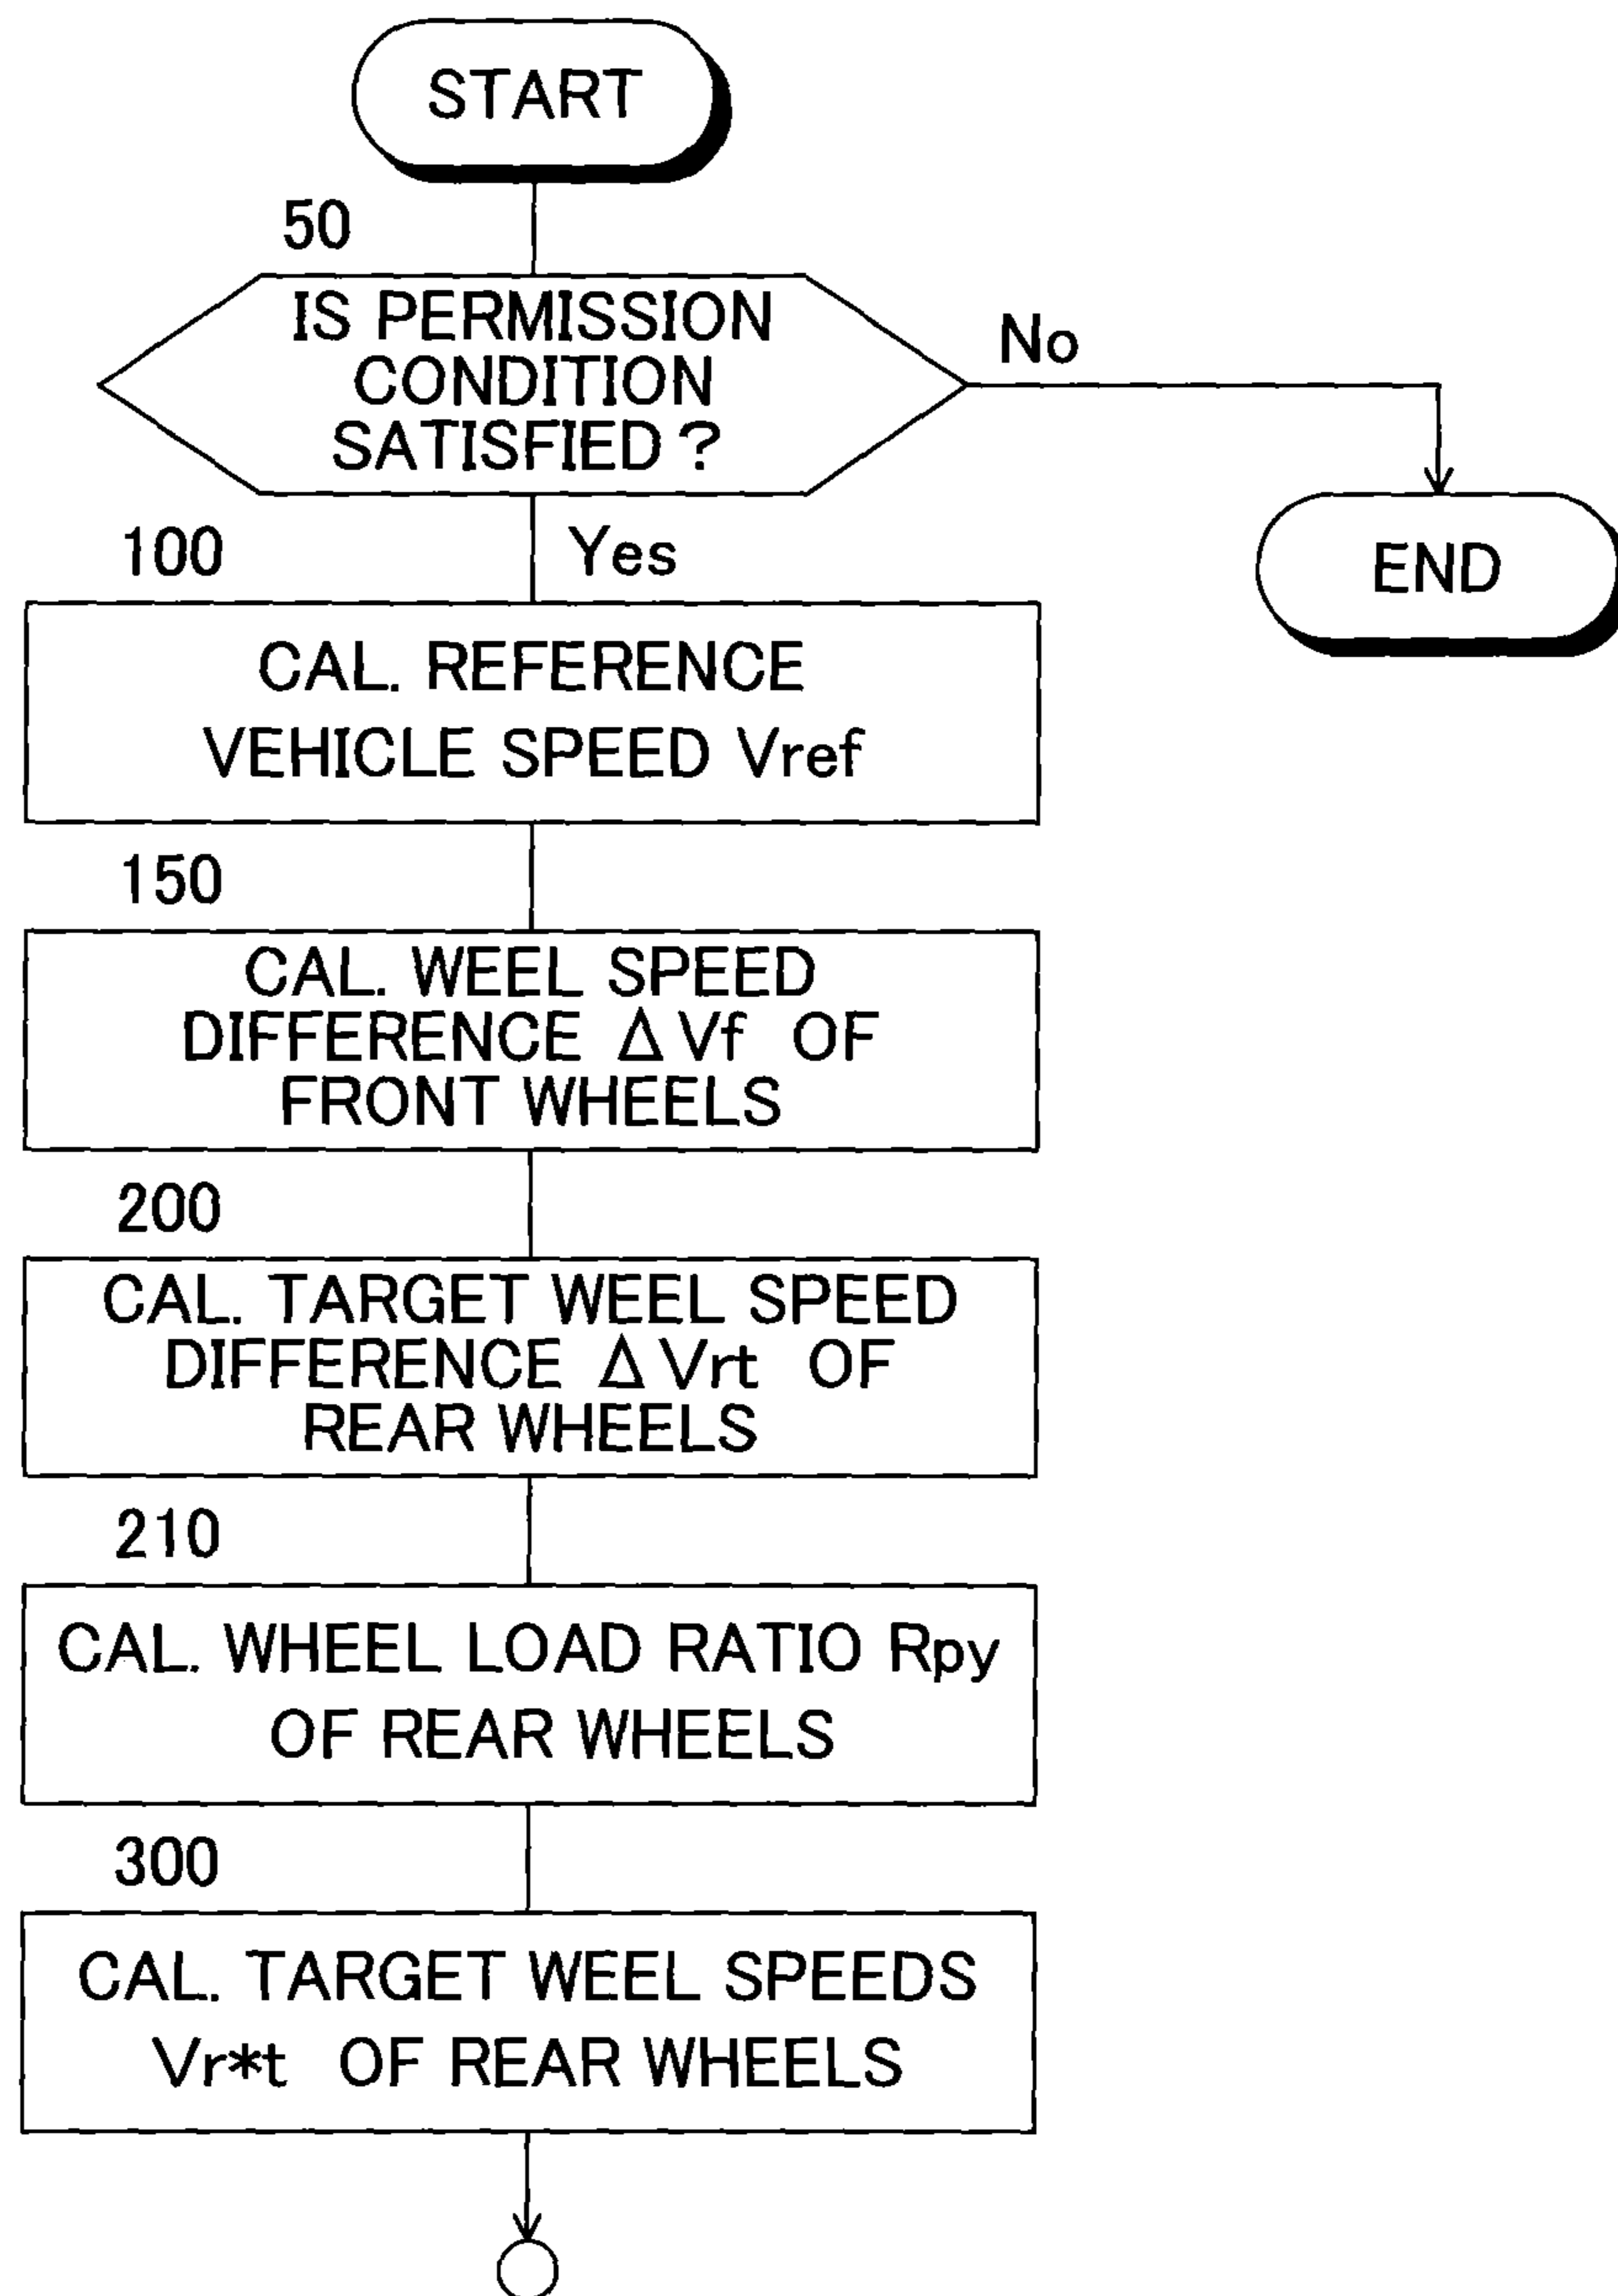 START
50
IS PERMISSION
CONDITION
SATISFIED?
No
END
Yes
100
CAL. REFERENCE
VEHICLE SPEED Vref
150
CAL. WEEL SPEED
DIFFERENCE ΔVf OF
FRONT WHEELS
200
CAL. TARGET WEEL SPEED
DIFFERENCE ΔVrt OF
REAR WHEELS
210
CAL. WHEEL LOAD RATIO Rpy
OF REAR WHEELS
300
CAL. TARGET WEEL SPEEDS
Vr*t OF REAR WHEELS